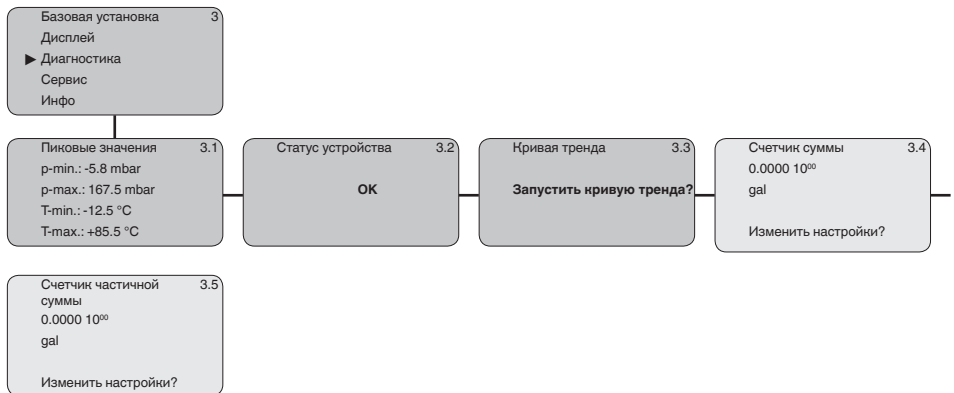 Базовая установка 3
Дисплей
▶ Диагностика
Сервис
Инфо
Пиковые значения 3.1
p-min.: -5.8 mbar
p-max.: 167.5 mbar
T-min.: -12.5 °C
T-max.: +85.5 °C
Статус устройства 3.2
OK
Кривая тренда 3.3
Запустить кривую тренда?
Счетчик суммы 3.4
0.0000 10⁰⁰
gal
Изменить настройки?
Счетчик частичной 3.5
суммы
0.0000 10⁰⁰
gal
Изменить настройки?